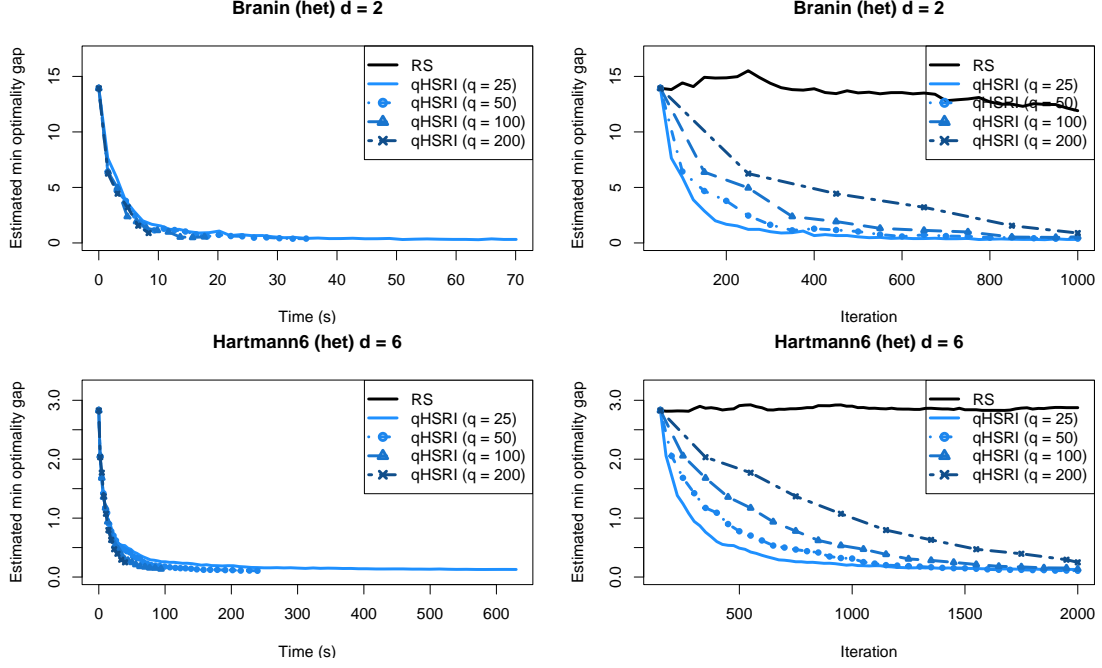 Branin (het) d = 2
Estimated min optimality gap
15
10
5
0
RS
qHSRI (q = 25)
qHSRI (q = 50)
qHSRI (q = 100)
qHSRI (q = 200)
0 10 20 30 40 50 60 70
Time (s)
Branin (het) d = 2
Estimated min optimality gap
15
10
5
0
RS
qHSRI (q = 25)
qHSRI (q = 50)
qHSRI (q = 100)
qHSRI (q = 200)
200 400 600 800 1000
Iteration
Hartmann6 (het) d = 6
Estimated min optimality gap
3.0
2.0
1.0
0.0
RS
qHSRI (q = 25)
qHSRI (q = 50)
qHSRI (q = 100)
qHSRI (q = 200)
0 100 200 300 400 500 600
Time (s)
Hartmann6 (het) d = 6
Estimated min optimality gap
3.0
2.0
1.0
0.0
RS
qHSRI (q = 25)
qHSRI (q = 50)
qHSRI (q = 100)
qHSRI (q = 200)
500 1000 1500 2000
Iteration